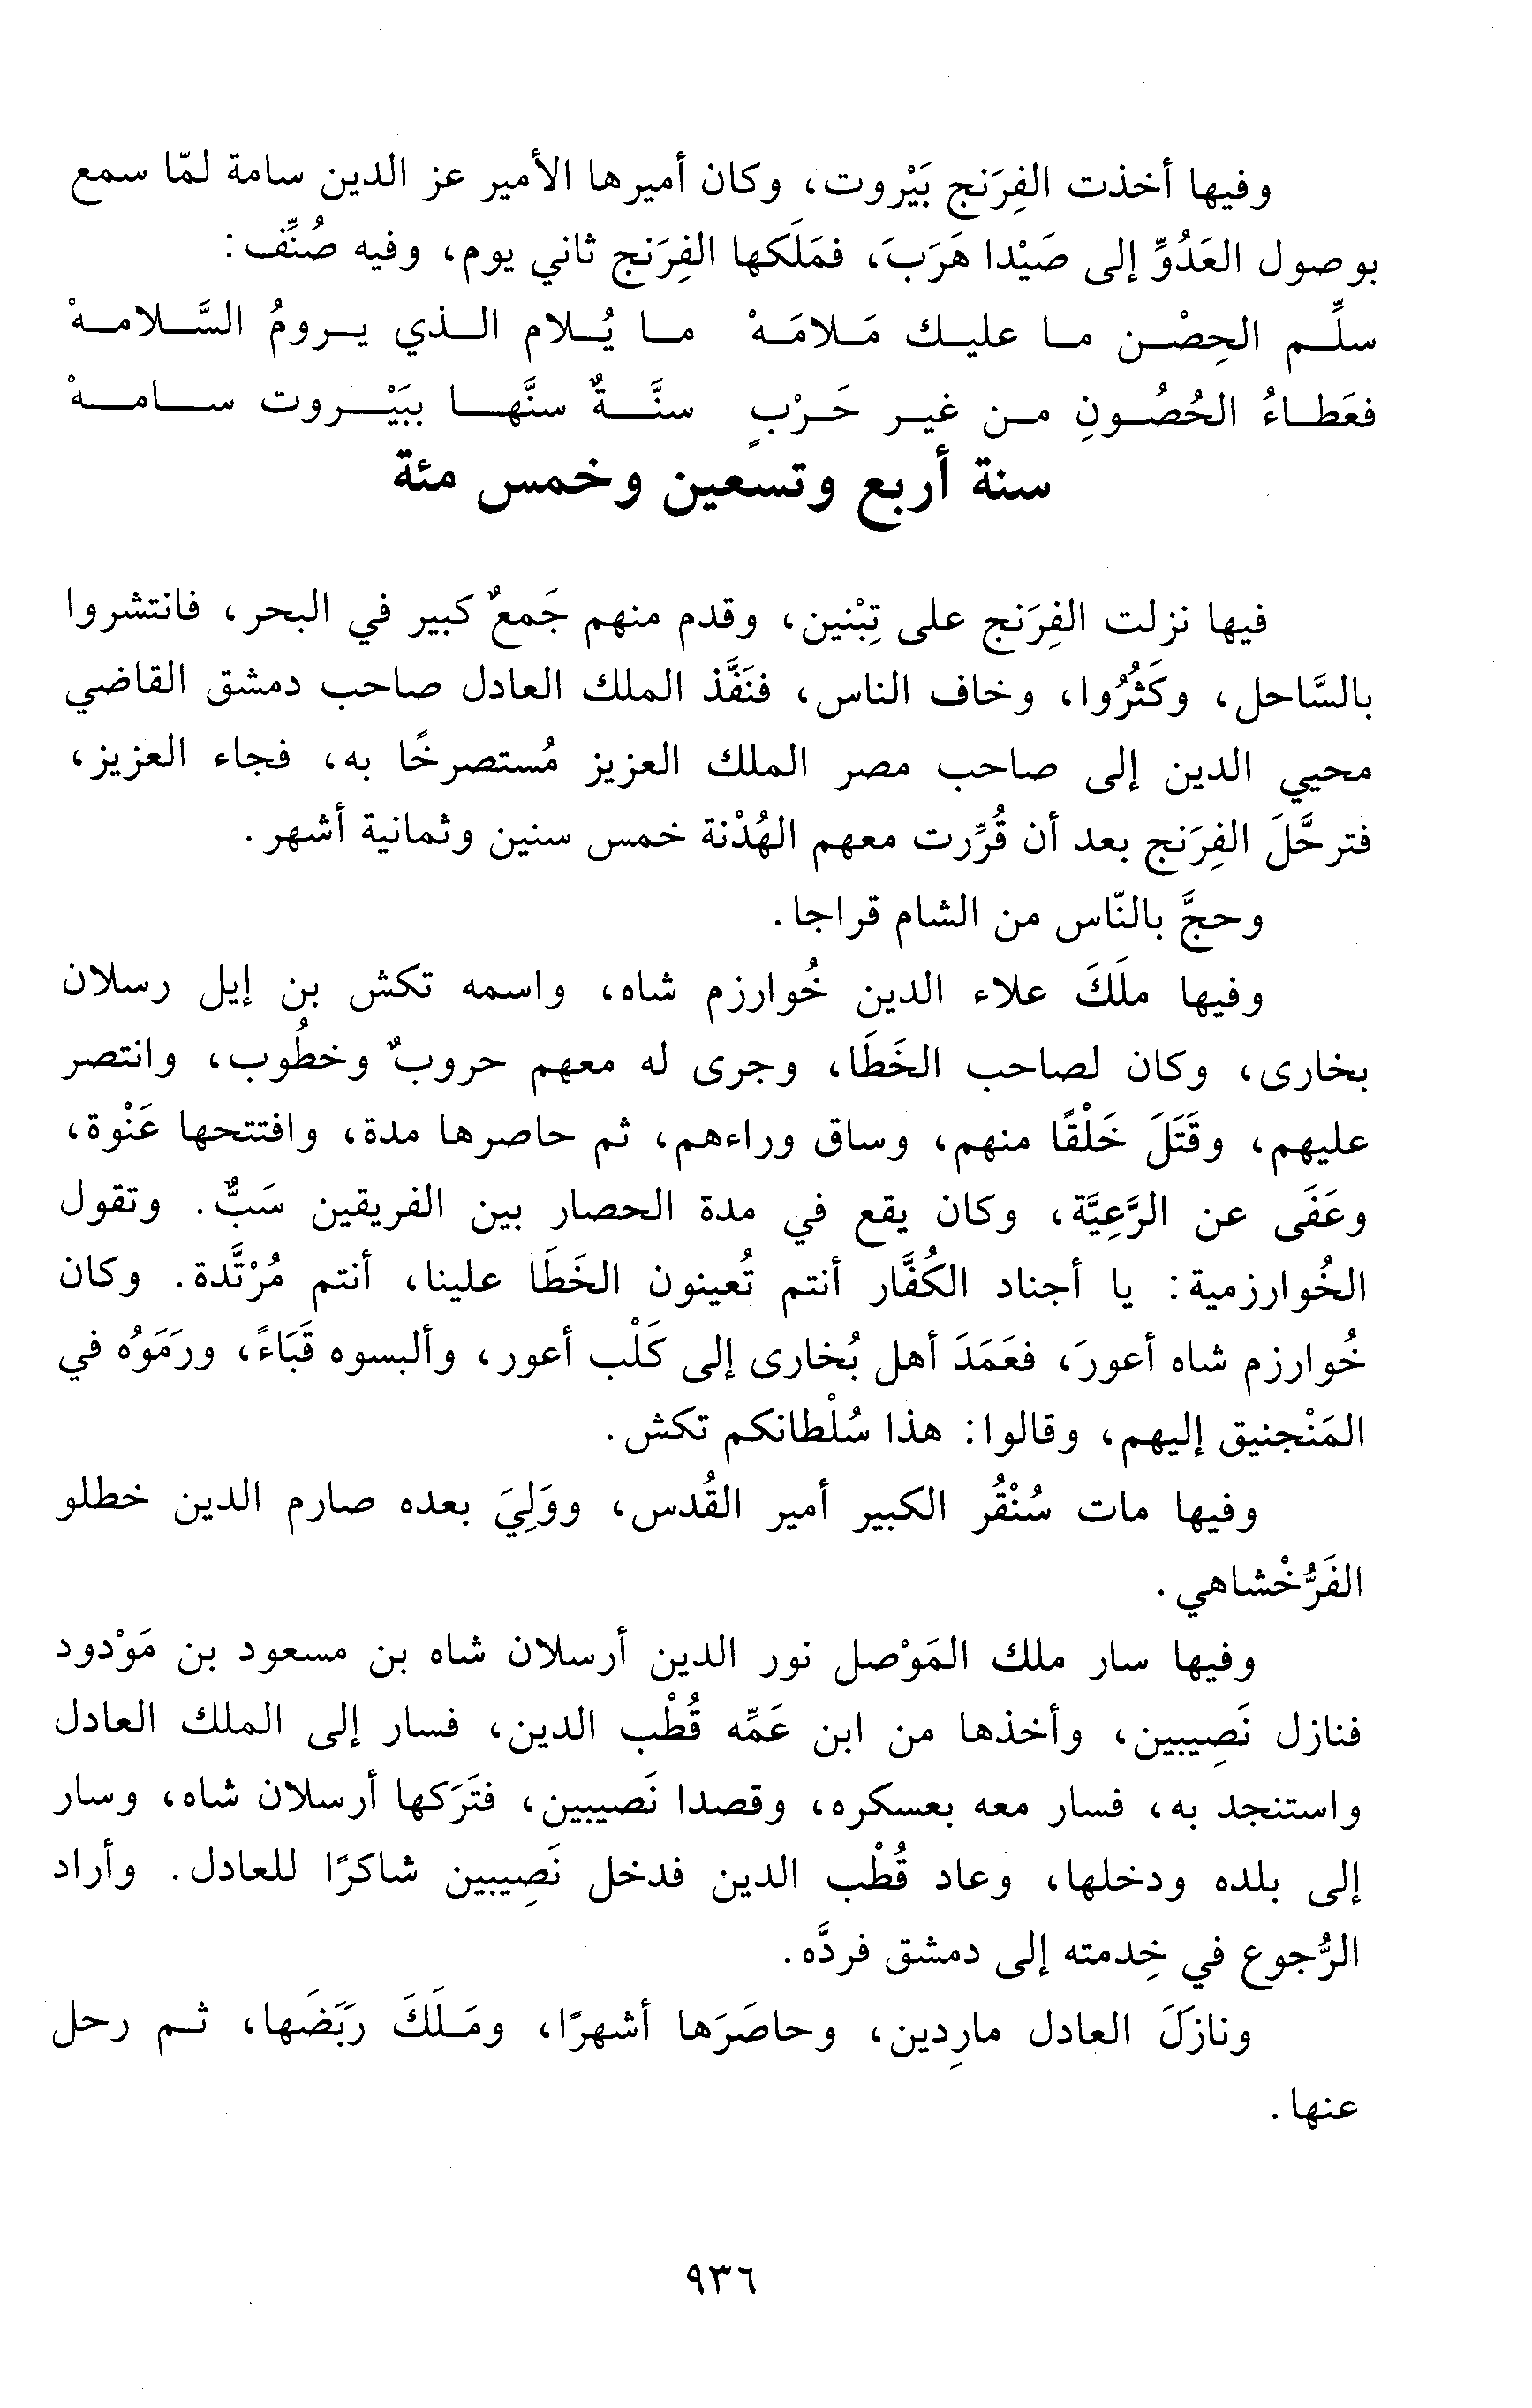 وفيها أخذت الفِرَنج بَيْروت، وكان أميرها الأمير عز الدين سامة لمّا سمع
بوصول العَدُوِّ إلى صَيْدا هَرَبَ، فمَلَكها الفِرَنج ثاني يوم، وفيه صُنِّف:
سلِّم الحِصْن ما عليك مَلامَهْ ما يُلام الذي يرومُ السَّلامهْ
فعَطاءُ الحُصُونِ من غير حَرْبٍ سنَّةٌ سنَّها ببَيْروت سامهْ
سنة أربع وتسعين وخمس مئة
فيها نزلت الفِرَنج على تِبْنين، وقدم منهم جَمعٌ كبير في البحر، فانتشروا
بالسَّاحل، وكَثُرُوا، وخاف الناس، فنَفَّذ الملك العادل صاحب دمشق القاضي
محيي الدين إلى صاحب مصر الملك العزيز مُستصرخًا به، فجاء العزيز،
فترحَّلَ الفِرَنج بعد أن قُرِّرت معهم الهُدْنة خمس سنين وثمانية أشهر.
وحجَّ بالنّاس من الشام قراجا.
وفيها ملَكَ علاء الدين خُوارزم شاه، واسمه تكش بن إيل رسلان
بخارى، وكان لصاحب الخَطَا، وجرى له معهم حروبٌ وخطُوب، وانتصر
عليهم، وقَتَلَ خَلْقًا منهم، وساق وراءهم، ثم حاصرها مدة، وافتتحها عَنْوة،
وعَفَى عن الرَّعِيَّة، وكان يقع في مدة الحصار بين الفريقين سَبٌّ. وتقول
الخُوارزمية: يا أجناد الكُفَّار أنتم تُعينون الخَطَا علينا، أنتم مُرْتَّدة. وكان
خُوارزم شاه أعورَ، فعَمَدَ أهل بُخارى إلى كَلْب أعور، وألبسوه قَبَاءً، ورَمَوُه في
المَنْجنيق إليهم، وقالوا: هذا سُلْطانكم تكش.
وفيها مات سُنْقُر الكبير أمير القُدس، ووَلِيَ بعده صارم الدين خطلو
الفَرُّخْشاهي.
وفيها سار ملك المَوْصل نور الدين أرسلان شاه بن مسعود بن مَوْدود
فنازل نَصِيبين، وأخذها من ابن عَمِّه قُطْب الدين، فسار إلى الملك العادل
واستنجد به، فسار معه بعسكره، وقصدا نَصيبين، فتَرَكها أرسلان شاه، وسار
إلى بلده ودخلها، وعاد قُطْب الدين فدخل نَصِيبين شاكرًا للعادل. وأراد
الرُّجوع في خِدمته إلى دمشق فردَّه.
ونازَلَ العادل مارِدين، وحاصَرَها أشهرًا، ومَلَكَ رَبَضَها، ثم رحل
عنها.
٩٣٦